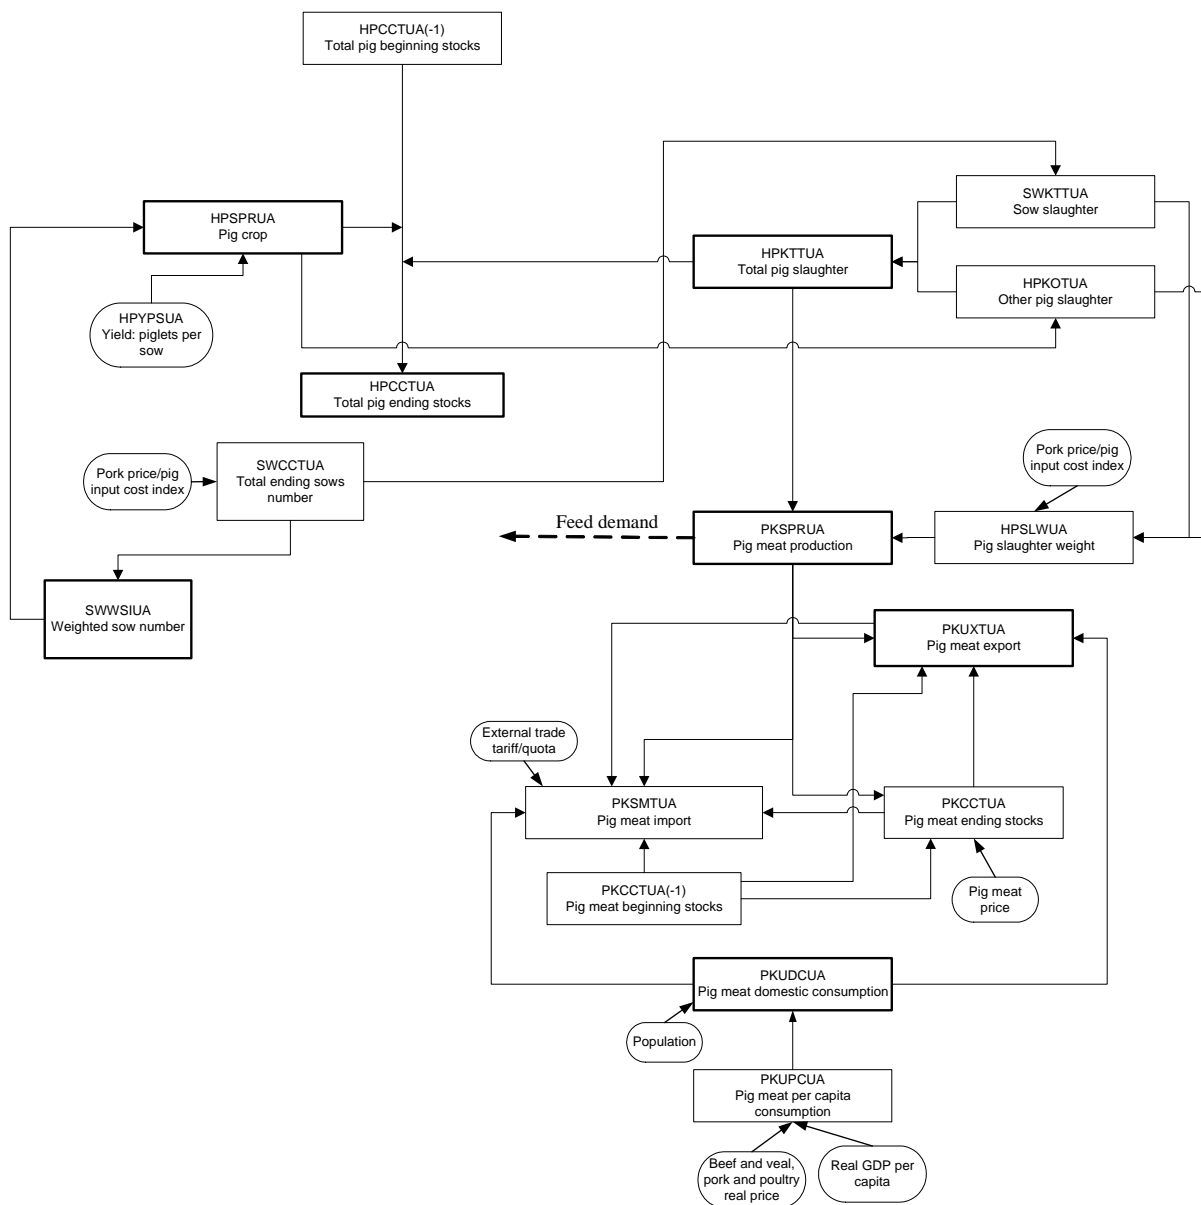 HPCCTUA(-1)
Total pig beginning stocks
SWKTTUA
Sow slaughter
HPSPRUA
Pig crop
HPKTTUA
Total pig slaughter
HPKOTUA
Other pig slaughter
HPYPSUA
Yield: piglets per
sow
HPCCTUA
Total pig ending stocks
Pork price/pig
input cost index
SWCCTUA
Total ending sows
number
Pork price/pig
input cost index
Feed demand
PKSPRUA
Pig meat production
HPSLWUA
Pig slaughter weight
SWWSIUA
Weighted sow number
PKUXTUA
Pig meat export
External trade
tariff/quota
PKSMTUA
Pig meat import
PKCCTUA
Pig meat ending stocks
PKCCTUA(-1)
Pig meat beginning stocks
Pig meat
price
PKUDCUA
Pig meat domestic consumption
Population
PKUPCUA
Pig meat per capita
consumption
Beef and veal,
pork and poultry
real price
Real GDP per
capita